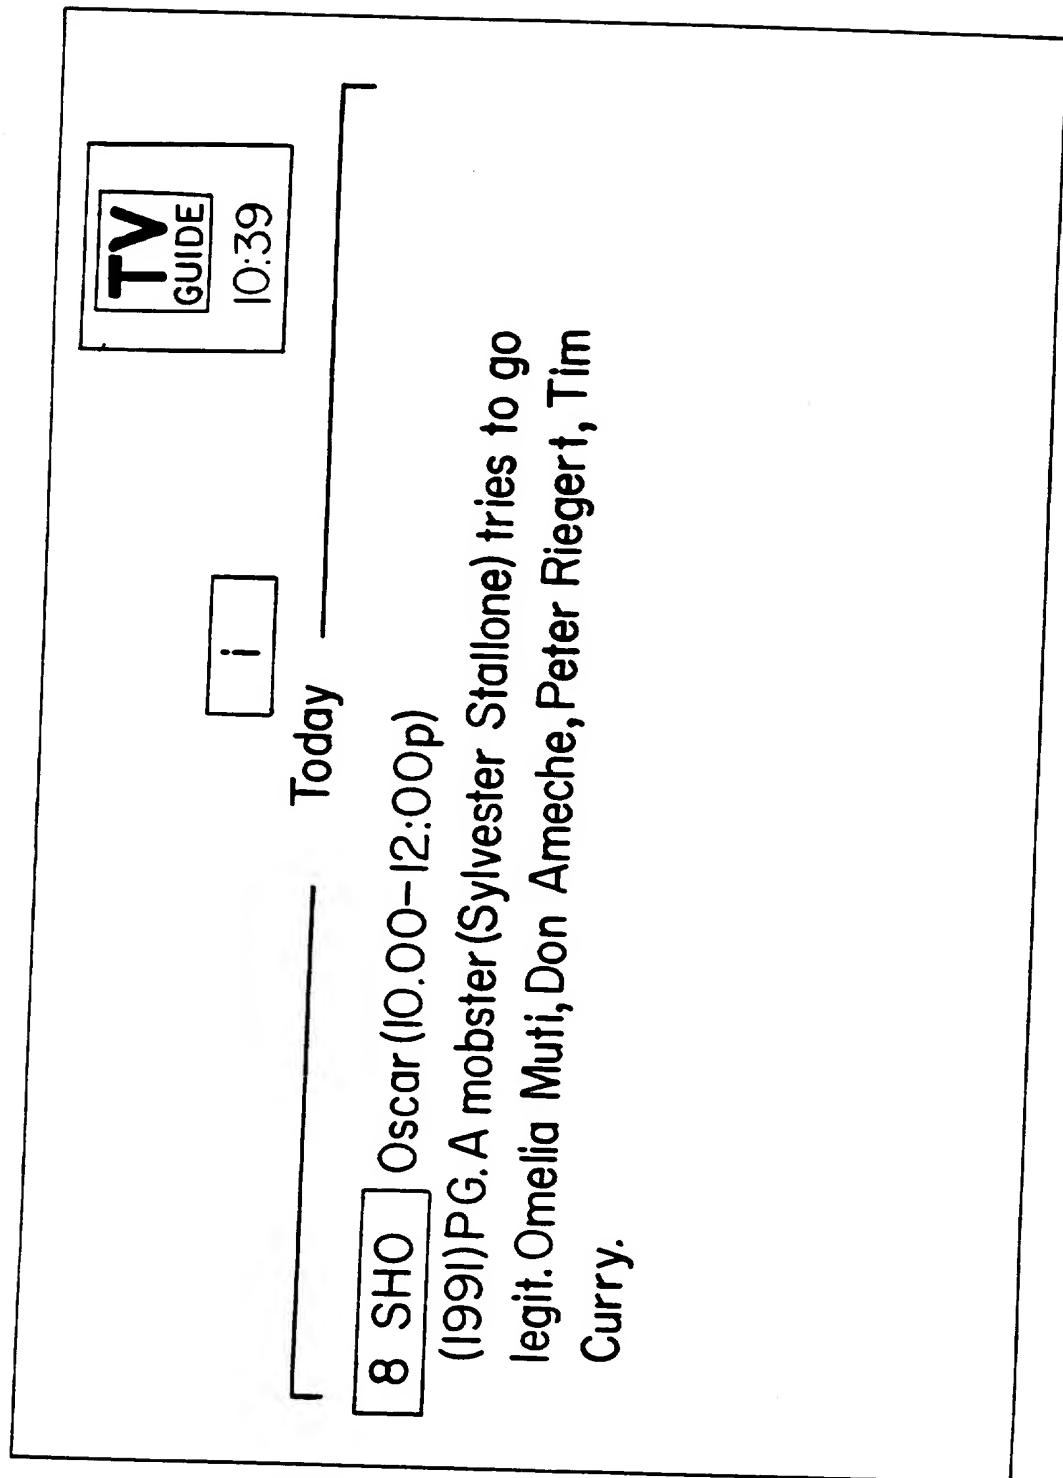 TV
GUIDE
10:39
i
Today
8 SHO Oscar (10.00-12:00p)
(1991) PG. A mobster (Sylvester Stallone) tries to go
legit. Omelia Muti, Don Ameche, Peter Riegert, Tim
Curry.